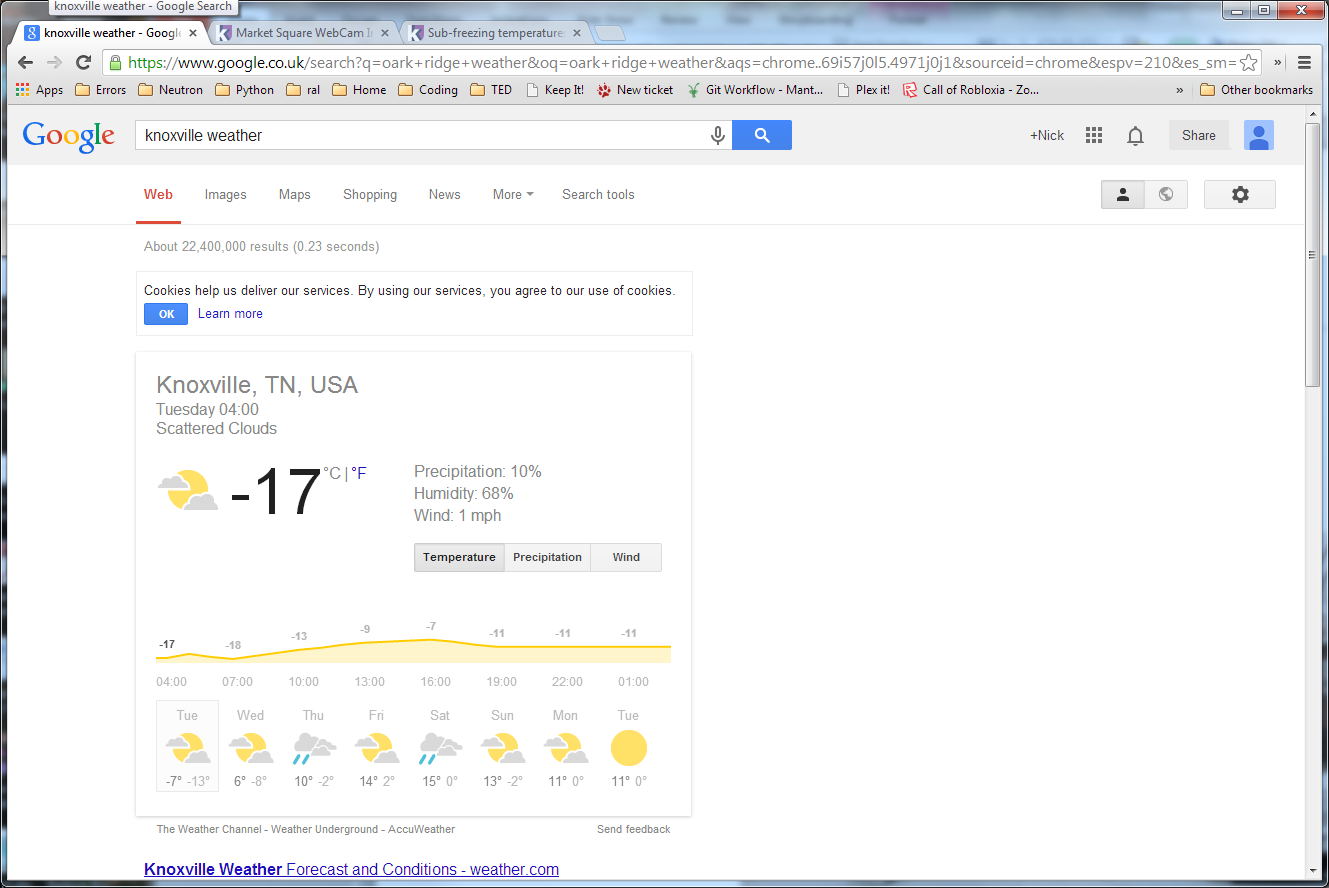 knoxville weather - Google Search
knoxville weather - Googl
Market Square WebCam I
Sub-freezing temperature
https://www.google.co.uk/search?q=oark+ridge+weather&oq=oark+ridge+weather&aqs=chrome..69i57j0l5.4971j0j1&sourceid=chrome&espv=210&es_sm=
Apps Errors Neutron Python ral Home Coding TED Keep It! New ticket Git Workflow - Mant... Plex it! Call of Robloxia - Zo... » Other bookmarks
Google
knoxville weather
+Nick
Share
Web Images Maps Shopping News More Search tools
About 22,400,000 results (0.23 seconds)
Cookies help us deliver our services. By using our services, you agree to our use of cookies.
OK Learn more
Knoxville, TN, USA
Tuesday 04:00
Scattered Clouds
-17 °C | °F
Precipitation: 10%
Humidity: 68%
Wind: 1 mph
Temperature Precipitation Wind
-17 -18 -13 -9 -7 -11 -11 -11
04:00 07:00 10:00 13:00 16:00 19:00 22:00 01:00
Tue Wed Thu Fri Sat Sun Mon Tue
-7° -13° 6° -8° 10° -2° 14° 2° 15° 0° 13° -2° 11° 0° 11° 0°
The Weather Channel - Weather Underground - AccuWeather
Send feedback
Knoxville Weather Forecast and Conditions - weather.com